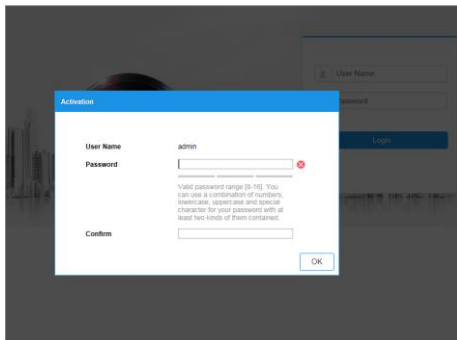 User Name
Password
Login
Activation
User Name admin
Password
Valid password range [8-16]. You
can use a combination of numbers,
lowercase, uppercase and special
character for your password with at
least two kinds of them contained.
Confirm
OK